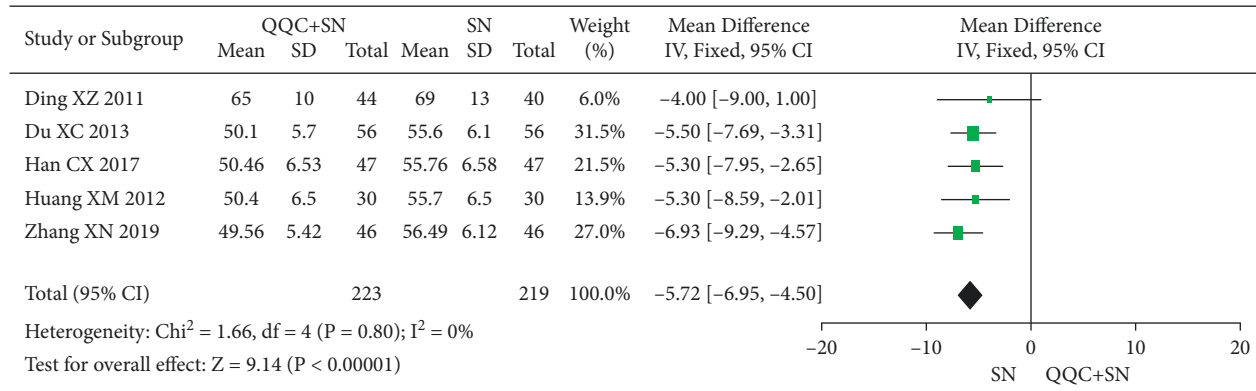 Study or Subgroup QQC+SN SN Weight (%) Mean Difference IV, Fixed, 95% CI Mean Difference IV, Fixed, 95% CI
Mean SD Total Mean SD Total
Ding XZ 2011 65 10 44 69 13 40 6.0% –4.00 [–9.00, 1.00]
Du XC 2013 50.1 5.7 56 55.6 6.1 56 31.5% –5.50 [–7.69, –3.31]
Han CX 2017 50.46 6.53 47 55.76 6.58 47 21.5% –5.30 [–7.95, –2.65]
Huang XM 2012 50.4 6.5 30 55.7 6.5 30 13.9% –5.30 [–8.59, –2.01]
Zhang XN 2019 49.56 5.42 46 56.49 6.12 46 27.0% –6.93 [–9.29, –4.57]
Total (95% CI) 223 219 100.0% –5.72 [–6.95, –4.50]
Heterogeneity: Chi² = 1.66, df = 4 (P = 0.80); I² = 0%
Test for overall effect: Z = 9.14 (P < 0.00001)
–20 –10 0 10 20
SN QQC+SN